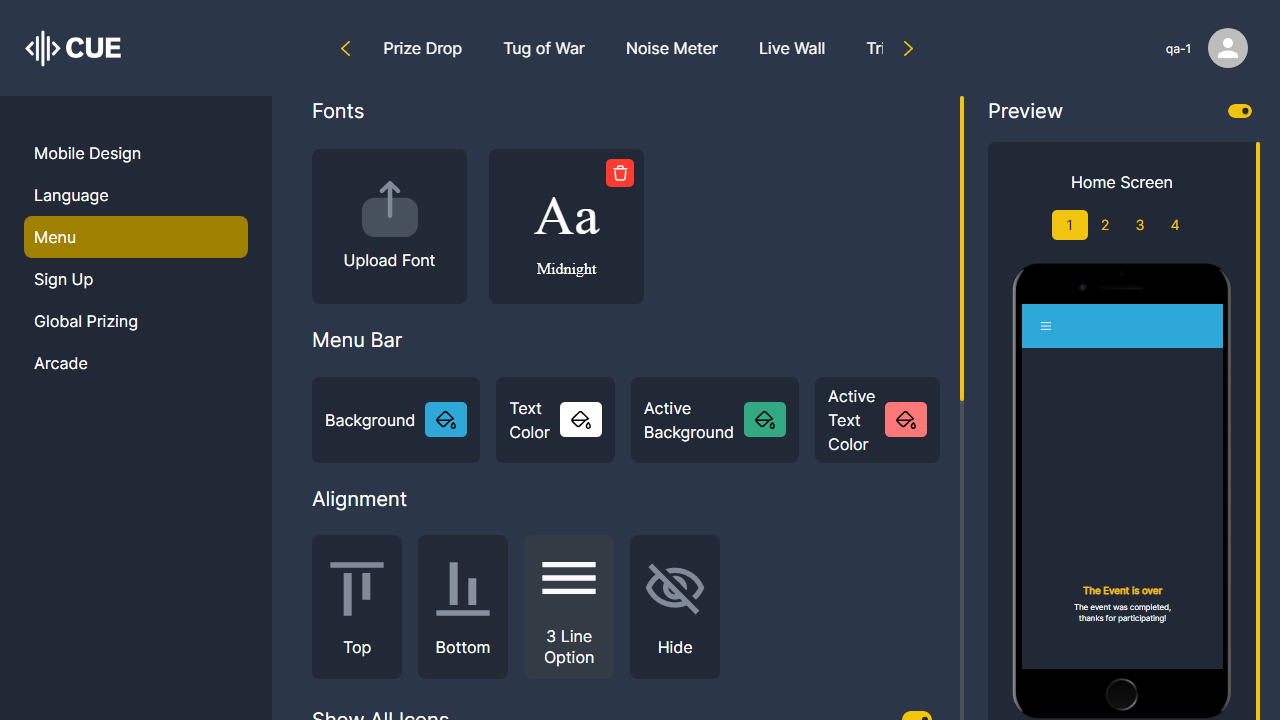 CUE
Prize Drop
Tug of War
Noise Meter
Live Wall
qa-1
Mobile Design
Language
Menu
Sign Up
Global Prizing
Arcade
Fonts
Upload Font
Aa
Midnight
Menu Bar
Background
Text
Color
Active
Background
Active
Text
Color
Alignment
Top
Bottom
3 Line
Option
Hide
Show All Icons
Preview
Home Screen
1 2 3 4
The Event is over
The event was completed,
thanks for participating!